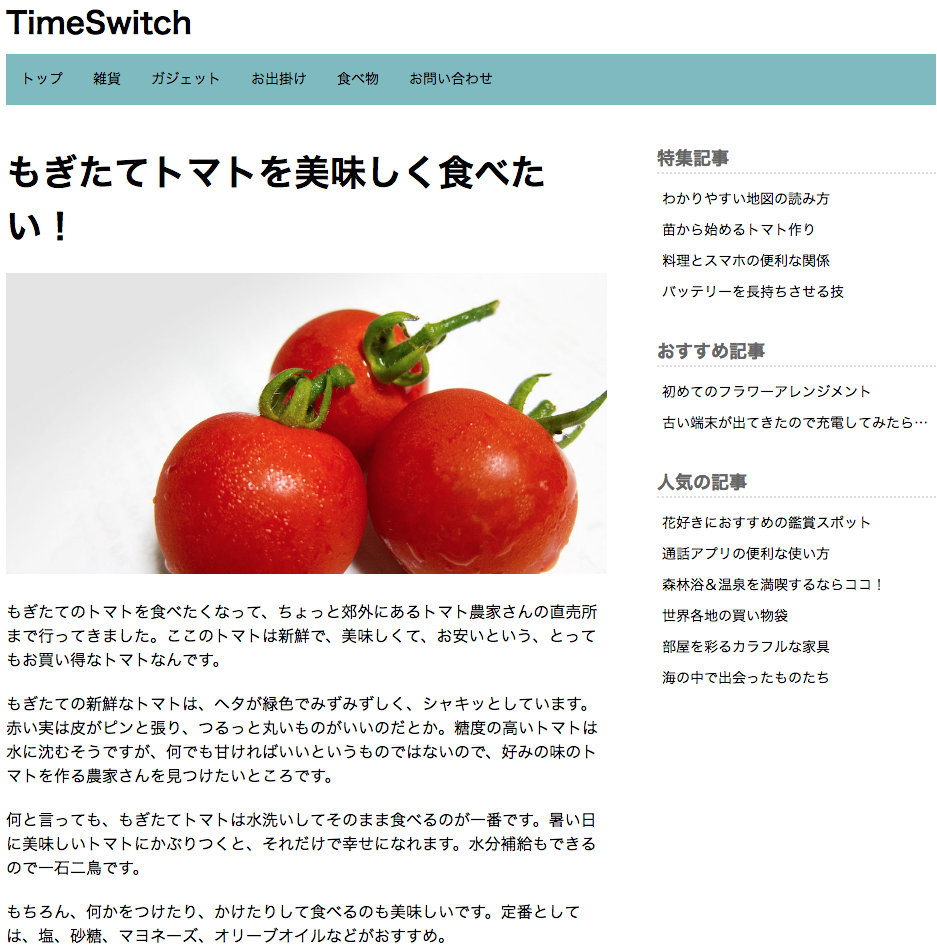 TimeSwitch
トップ 雑貨 ガジェット お出掛け 食べ物 お問い合わせ
もぎたてトマトを美味しく食べた
い！
もぎたてのトマトを食べたくなって、ちょっと郊外にあるトマト農家さんの直売所
まで行ってきました。ここのトマトは新鮮で、美味しくて、お安いという、とって
もお買い得なトマトなんです。
もぎたての新鮮なトマトは、ヘタが緑色でみずみずしく、シャキッとしています。
赤い実は皮がピンと張り、つるっと丸いものがいいのだとか。糖度の高いトマトは
水に沈むそうですが、何でも甘ければいいというものではないので、好みの味のト
マトを作る農家さんを見つけたいところです。
何と言っても、もぎたてトマトは水洗いしてそのまま食べるのが一番です。暑い日
に美味しいトマトにかぶりつくと、それだけで幸せになれます。水分補給もできる
ので一石二鳥です。
もちろん、何かをつけたり、かけたりして食べるのも美味しいです。定番として
は、塩、砂糖、マヨネーズ、オリーブオイルなどがおすすめ。
特集記事
わかりやすい地図の読み方
苗から始めるトマト作り
料理とスマホの便利な関係
バッテリーを長持ちさせる技
おすすめ記事
初めてのフラワーアレンジメント
古い端末が出てきたので充電してみたら…
人気の記事
花好きにおすすめの鑑賞スポット
通話アプリの便利な使い方
森林浴＆温泉を満喫するならココ！
世界各地の買い物袋
部屋を彩るカラフルな家具
海の中で出会ったものたち